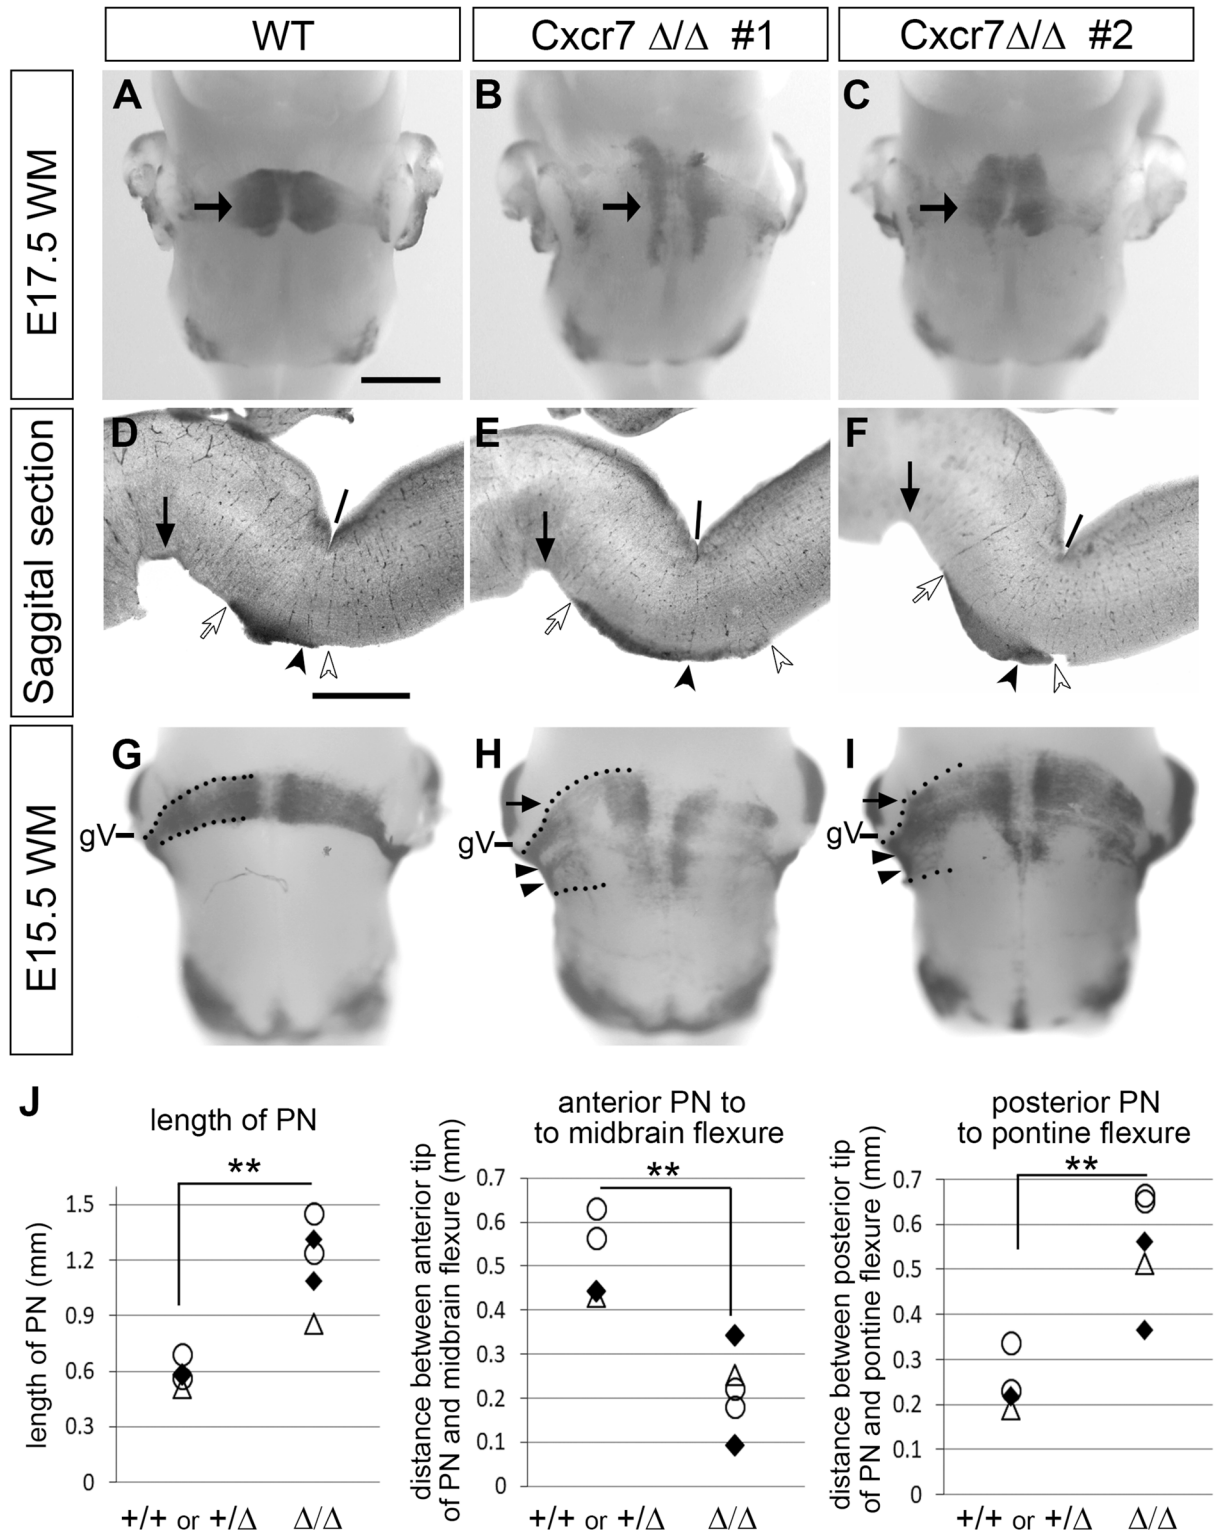 WT
Cxcr7 Δ/Δ #1
Cxcr7Δ/Δ #2
E17.5 WM
A
B
C
Saggital section
D
E
F
E15.5 WM
G
H
I
gV
gV
gV
J
length of PN
**
length of PN (mm)
1.5
1.2
0.9
0.6
0.3
0
+/+ or +/Δ Δ/Δ
anterior PN to
to midbrain flexure
**
distance between anterior tip
of PN and midbrain flexure (mm)
0.7
0.6
0.5
0.4
0.3
0.2
0.1
0
+/+ or +/Δ Δ/Δ
posterior PN
to pontine flexure
**
distance between posterior tip
of PN and pontine flexure (mm)
0.7
0.6
0.5
0.4
0.3
0.2
0.1
0
+/+ or +/Δ Δ/Δ